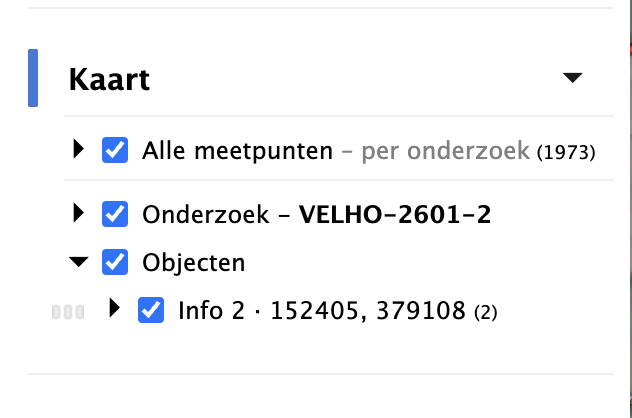 Kaart
Alle meetpunten – per onderzoek (1973)
Onderzoek – VELHO-2601-2
Objecten
Info 2 · 152405, 379108 (2)